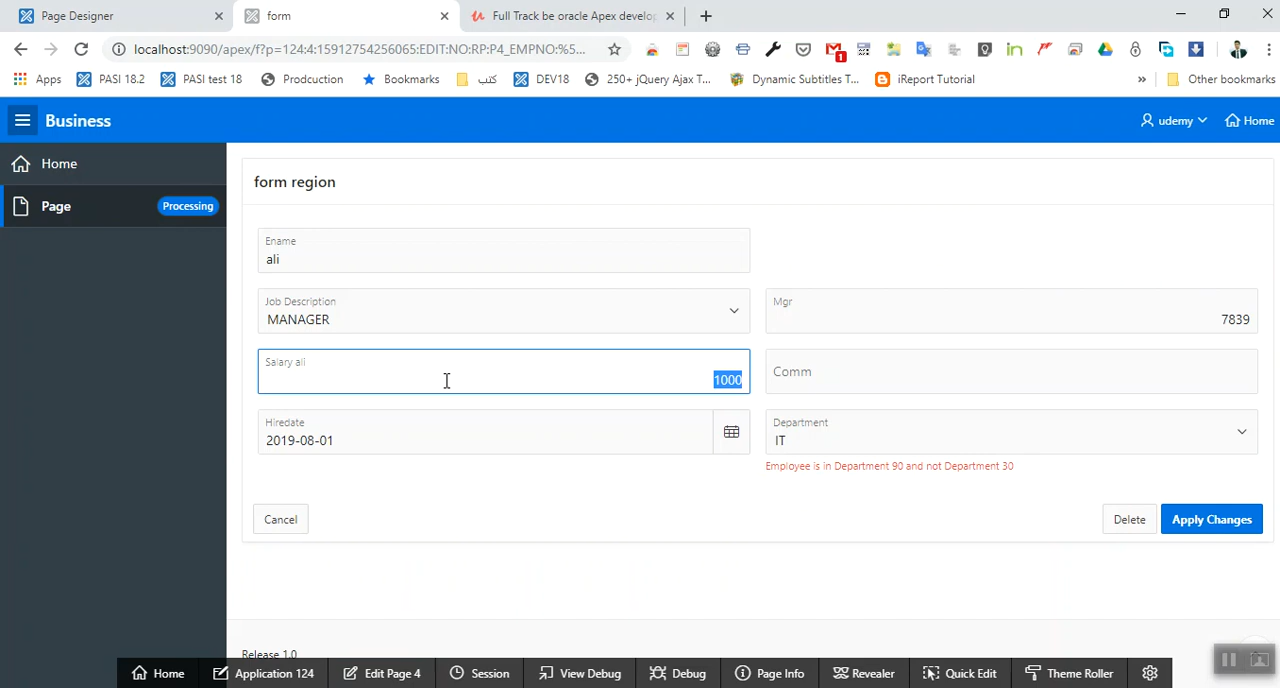 Page Designer
form
Full Track be oracle Apex develop
localhost:9090/apex/f?p=124:4:15912754256065:EDIT:NO:RP:P4_EMPNO:%5...
1
Apps
PASI 18.2
PASI test 18
Prodcution
Bookmarks
كتب
DEV18
250+ jQuery Ajax T...
Dynamic Subtitles T...
iReport Tutorial
»
Other bookmarks
Business
udemy
Home
Home
Page
Processing
form region
Ename
ali
Job Description
MANAGER
Mgr
7839
Salary ali
1000
Comm
Hiredate
2019-08-01
Department
IT
Employee is in Department 90 and not Department 30
Cancel
Delete
Apply Changes
Release 1.0
Home
Application 124
Edit Page 4
Session
View Debug
Debug
Page Info
Revealer
Quick Edit
Theme Roller